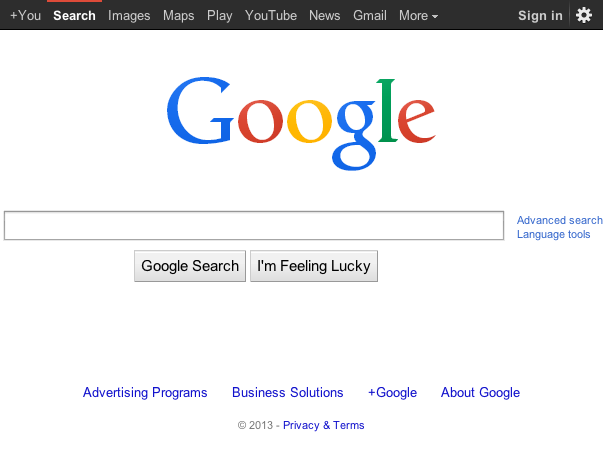 +You Search Images Maps Play YouTube News Gmail More Sign in
Google
Advanced search
Language tools
Google Search I'm Feeling Lucky
Advertising Programs Business Solutions +Google About Google
© 2013 - Privacy & Terms